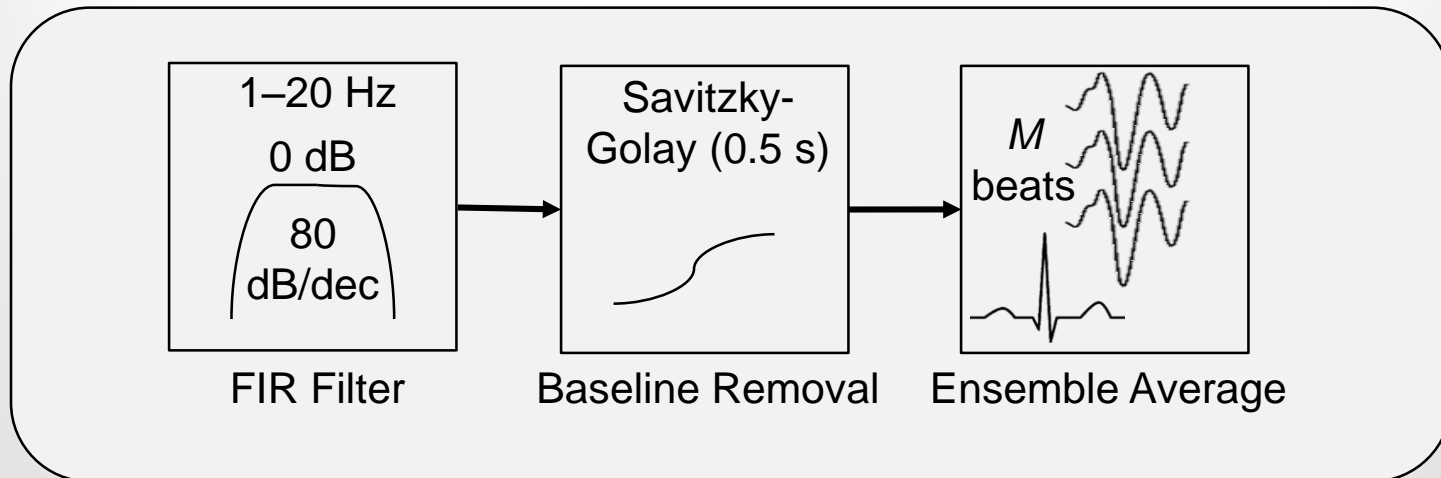 1–20 Hz
0 dB
80
dB/dec
FIR Filter
Savitzky-
Golay (0.5 s)
Baseline Removal
M
beats
Ensemble Average